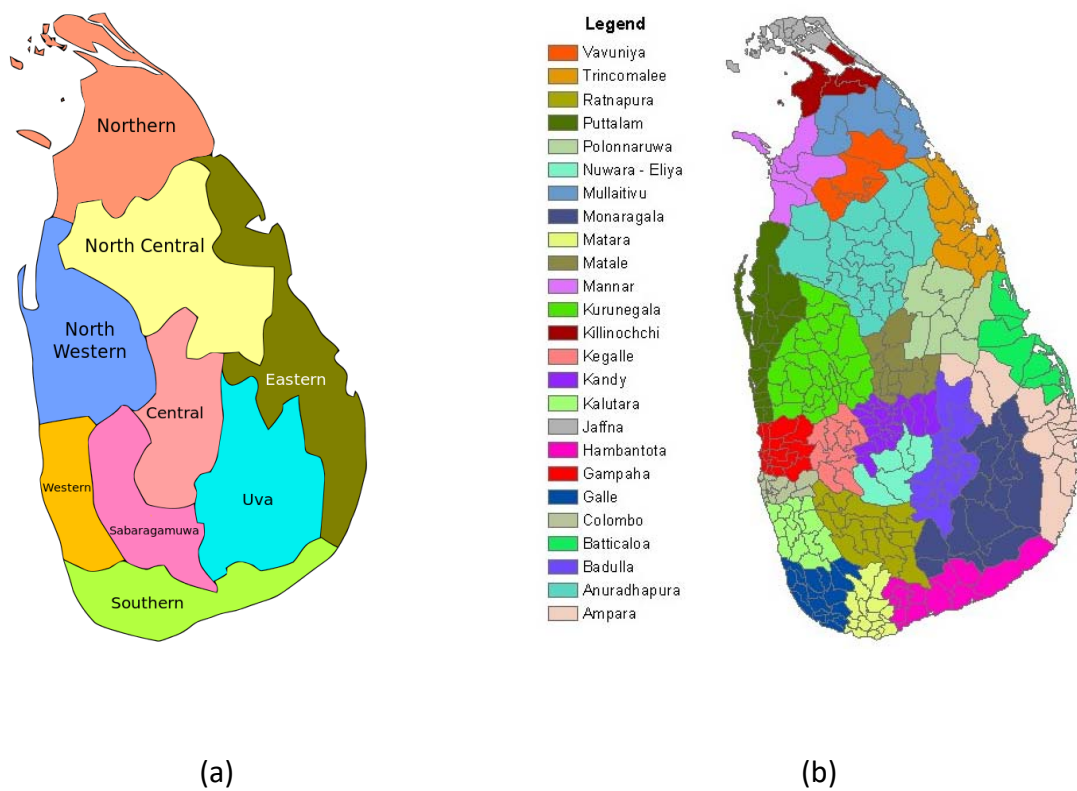 Northern
North Central
North
Western
Eastern
Central
Western
Uva
Sabaragamuwa
Southern
(a)
Legend
Vavuniya
Trincomalee
Ratnapura
Puttalam
Polonnaruwa
Nuwara - Eliya
Mullaitivu
Monaragala
Matara
Matale
Mannar
Kurunegala
Killinochchi
Kegalle
Kandy
Kalutara
Jaffna
Hambantota
Gampaha
Galle
Colombo
Batticaloa
Badulla
Anuradhapura
Ampara
(b)